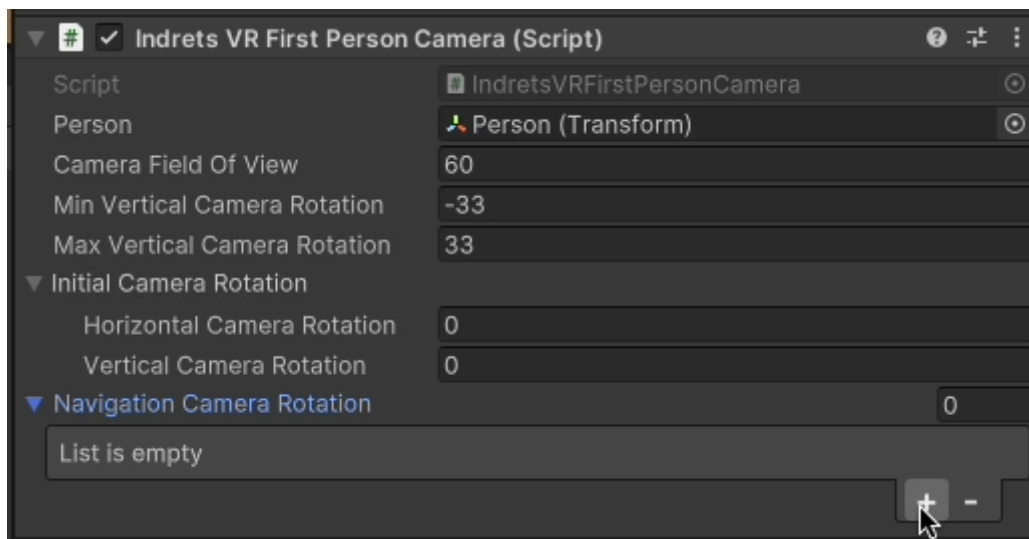 # Indrets VR First Person Camera (Script)
Script IndretsVRFirstPersonCamera
Person Person (Transform)
Camera Field Of View 60
Min Vertical Camera Rotation -33
Max Vertical Camera Rotation 33
Initial Camera Rotation
Horizontal Camera Rotation 0
Vertical Camera Rotation 0
Navigation Camera Rotation 0
List is empty
+ -